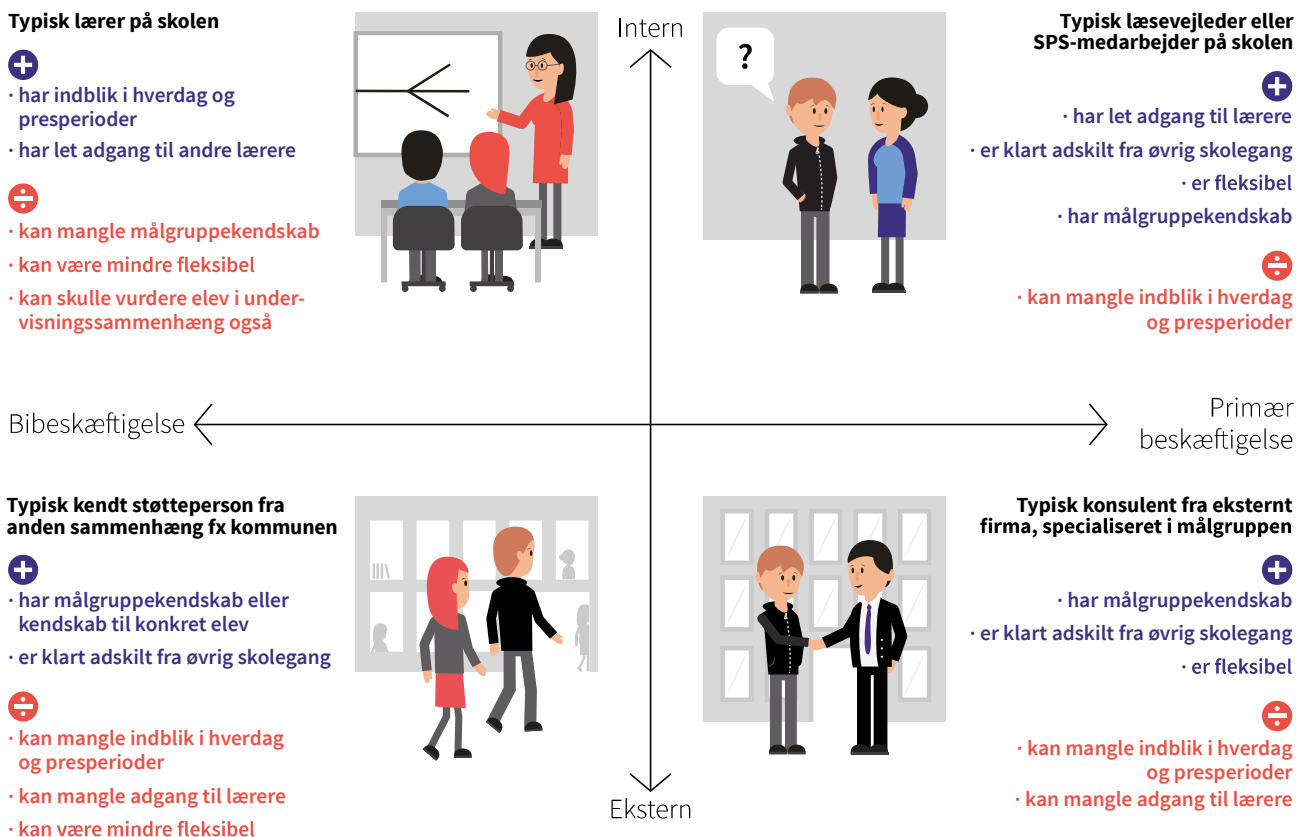 Typisk lærer på skolen
· har indblik i hverdag og
presperioder
· har let adgang til andre lærere
· kan mangle målgruppekendskab
· kan være mindre fleksibel
· kan skulle vurdere elev i under-
visningssammenhæng også
Intern
?
Typisk læsevejleder eller
SPS-medarbejder på skolen
· har let adgang til lærere
· er klart adskilt fra øvrig skolegang
· er fleksibel
· har målgruppekendskab
· kan mangle indblik i hverdag
og presperioder
Bibeskæftigelse
Primær
beskæftigelse
Typisk kendt støtteperson fra
anden sammenhæng fx kommunen
· har målgruppekendskab eller
kendskab til konkret elev
· er klart adskilt fra øvrig skolegang
· kan mangle indblik i hverdag
og presperioder
· kan mangle adgang til lærere
· kan være mindre fleksibel
Typisk konsulent fra eksternt
firma, specialiseret i målgruppen
· har målgruppekendskab
· er klart adskilt fra øvrig skolegang
· er fleksibel
· kan mangle indblik i hverdag
og presperioder
· kan mangle adgang til lærere
Ekstern